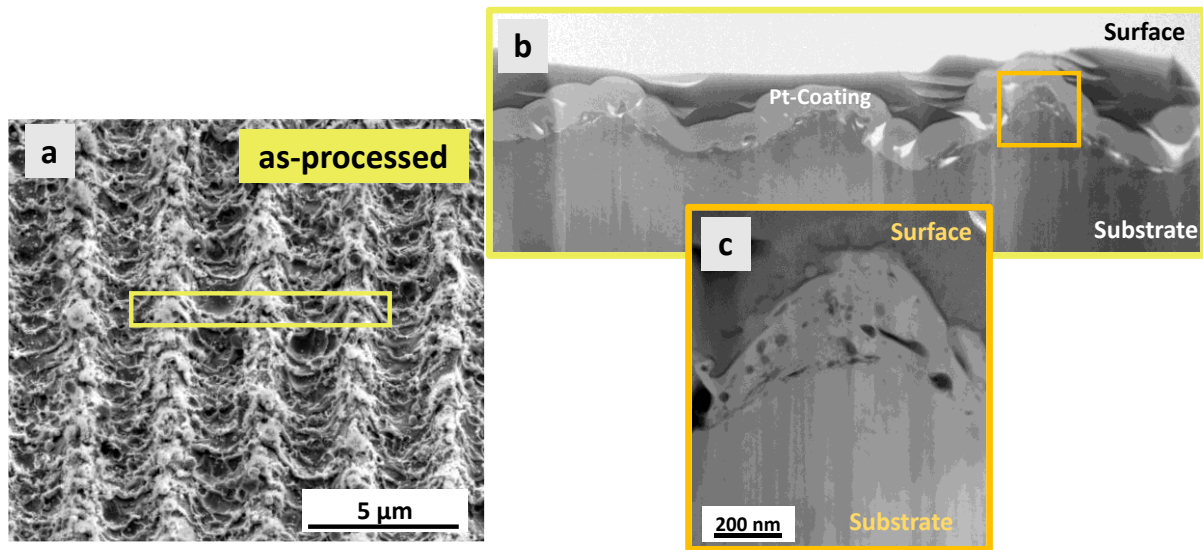 a
as-processed
5 µm
b
Surface
Pt-Coating
Substrate
c
Surface
200 nm
Substrate